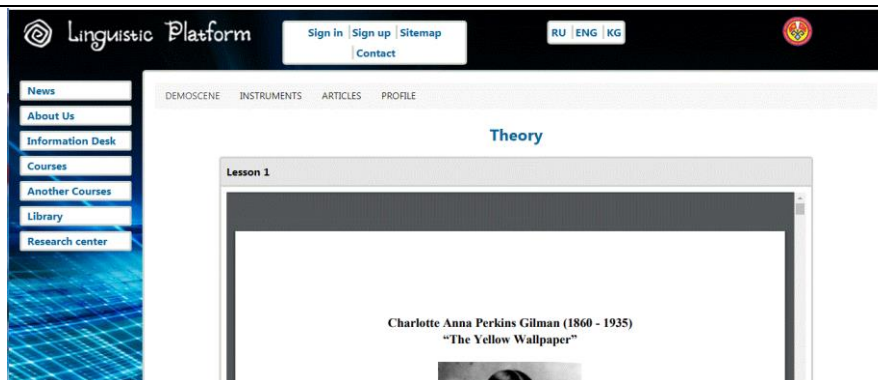 Linguistic Platform
Sign in Sign up Sitemap
Contact
RU ENG KG
News
About Us
Information Desk
Courses
Another Courses
Library
Research center
DEMOSCENE INSTRUMENTS ARTICLES PROFILE
Theory
Lesson 1
Charlotte Anna Perkins Gilman (1860 - 1935)
“The Yellow Wallpaper”